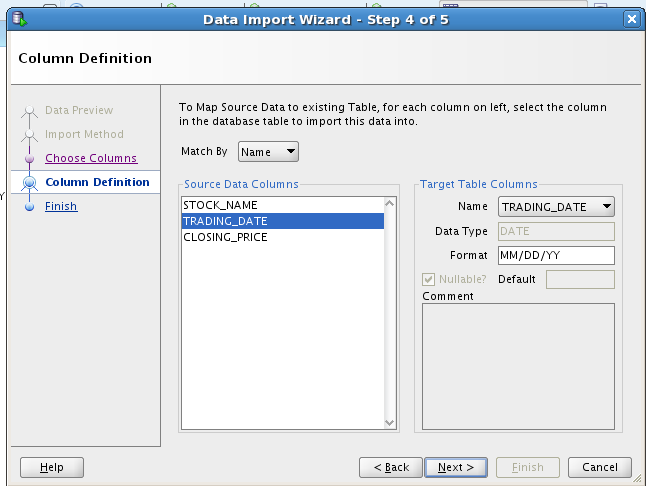 Data Import Wizard - Step 4 of 5
Column Definition
Data Preview
Import Method
Choose Columns
Column Definition
Finish
To Map Source Data to existing Table, for each column on left, select the column
in the database table to import this data into.
Match By Name
Source Data Columns
STOCK_NAME
TRADING_DATE
CLOSING_PRICE
Target Table Columns
Name TRADING_DATE
Data Type DATE
Format MM/DD/YY
Nullable? Default
Comment
Help < Back Next > Finish Cancel